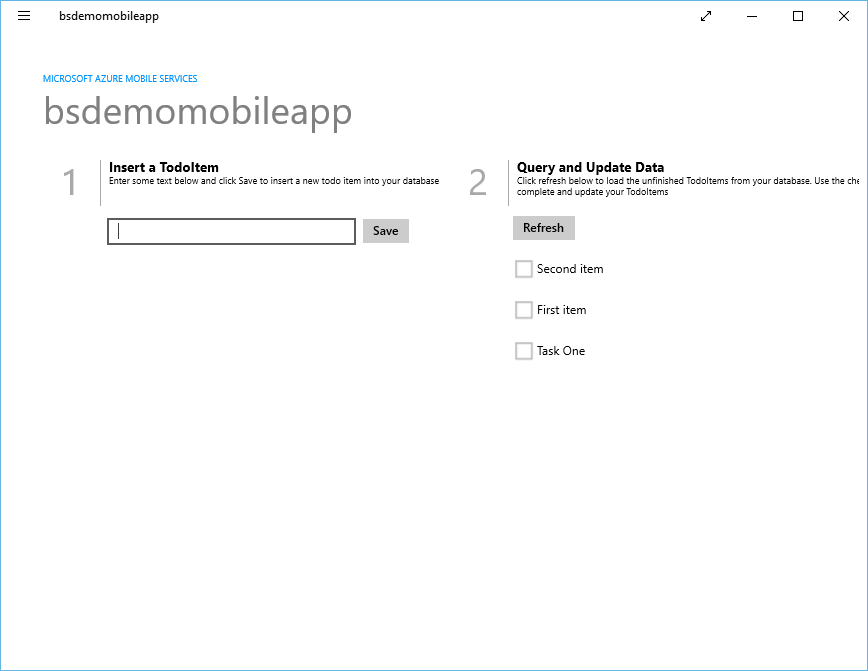 bsdemomobileapp
MICROSOFT AZURE MOBILE SERVICES
bsdemomobileapp
1
Insert a TodoItem
Enter some text below and click Save to insert a new todo item into your database
Save
2
Query and Update Data
Click refresh below to load the unfinished TodoItems from your database. Use the che
complete and update your TodoItems
Refresh
Second item
First item
Task One